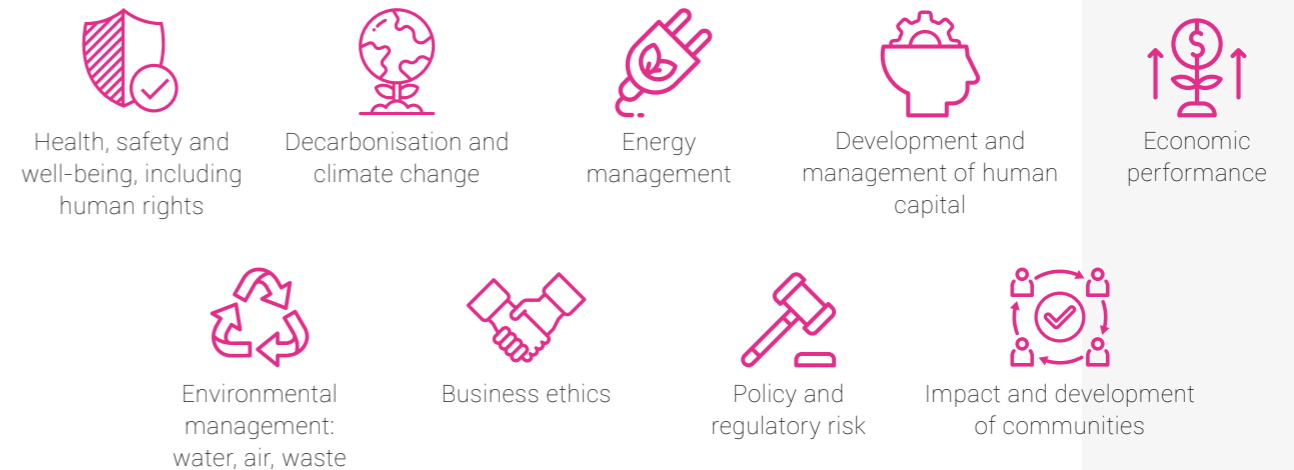 Health, safety and
well-being, including
human rights
Decarbonisation and
climate change
Energy
management
Development and
management of human
capital
Economic
performance
Environmental
management:
water, air, waste
Business ethics
Policy and
regulatory risk
Impact and development
of communities